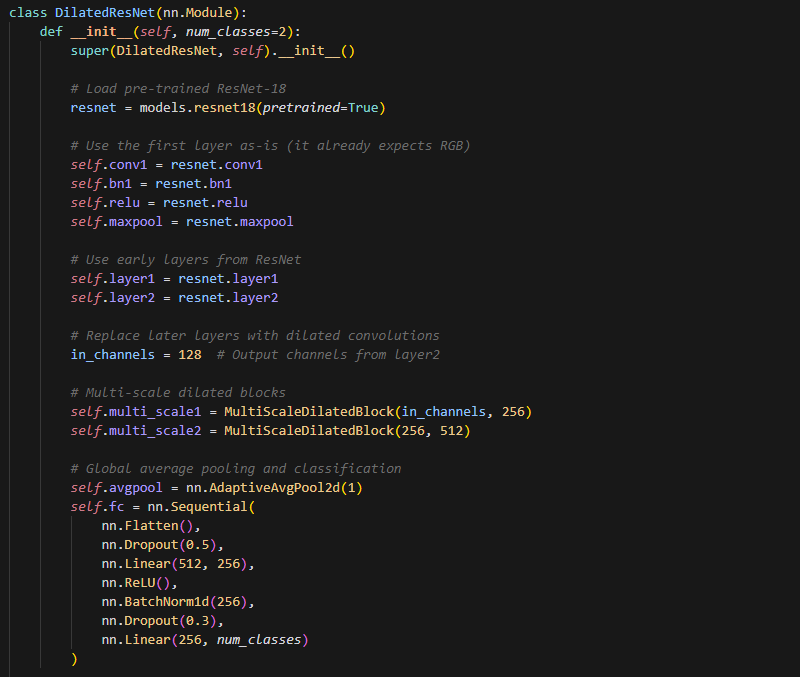 class DilatedResNet(nn.Module):
    def __init__(self, num_classes=2):
        super(DilatedResNet, self).__init__()

        # Load pre-trained ResNet-18
        resnet = models.resnet18(pretrained=True)

        # Use the first layer as-is (it already expects RGB)
        self.conv1 = resnet.conv1
        self.bn1 = resnet.bn1
        self.relu = resnet.relu
        self.maxpool = resnet.maxpool

        # Use early layers from ResNet
        self.layer1 = resnet.layer1
        self.layer2 = resnet.layer2

        # Replace later layers with dilated convolutions
        in_channels = 128  # Output channels from layer2

        # Multi-scale dilated blocks
        self.multi_scale1 = MultiScaleDilatedBlock(in_channels, 256)
        self.multi_scale2 = MultiScaleDilatedBlock(256, 512)

        # Global average pooling and classification
        self.avgpool = nn.AdaptiveAvgPool2d(1)
        self.fc = nn.Sequential(
            nn.Flatten(),
            nn.Dropout(0.5),
            nn.Linear(512, 256),
            nn.ReLU(),
            nn.BatchNorm1d(256),
            nn.Dropout(0.3),
            nn.Linear(256, num_classes)
        )